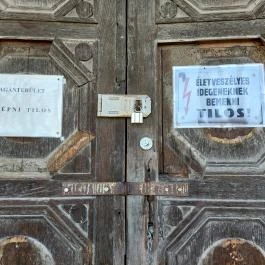 AGÁNTERÜLET
ÉPNI TILOS
ÉLETVESZÉLYES
IDEGENEKNEK
BEMENNI
TILOS!